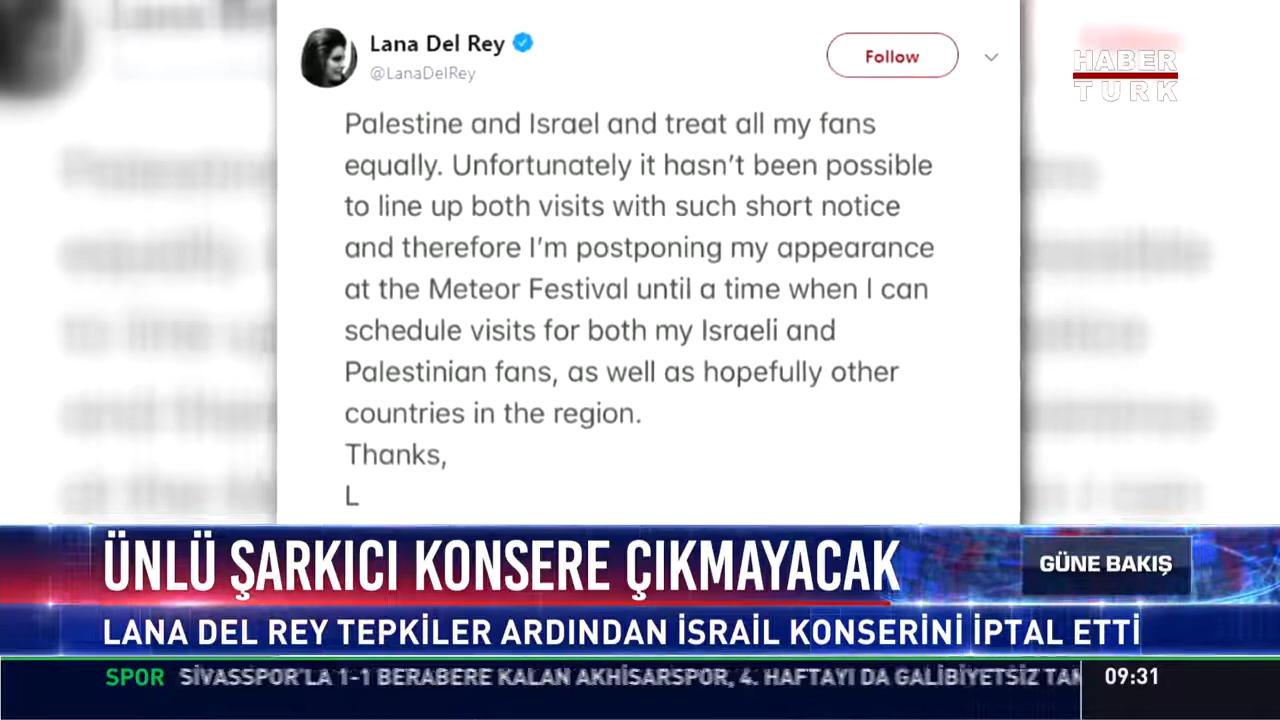 Lana Del Rey
@LanaDelRey
Follow
HABER
TURK
Palestine and Israel and treat all my fans
equally. Unfortunately it hasn't been possible
to line up both visits with such short notice
and therefore I'm postponing my appearance
at the Meteor Festival until a time when I can
schedule visits for both my Israeli and
Palestinian fans, as well as hopefully other
countries in the region.
Thanks,
L
ÜNLÜ ŞARKICI KONSERE ÇIKMAYACAK
GÜNE BAKIŞ
LANA DEL REY TEPKİLER ARDINDAN İSRAİL KONSERİNİ İPTAL ETTİ
SPOR SİVASSPOR'LA 1-1 BERABERE KALAN AKHİSARSPOR, 4. HAFTAYI DA GALİBİYETSİZ
09:31